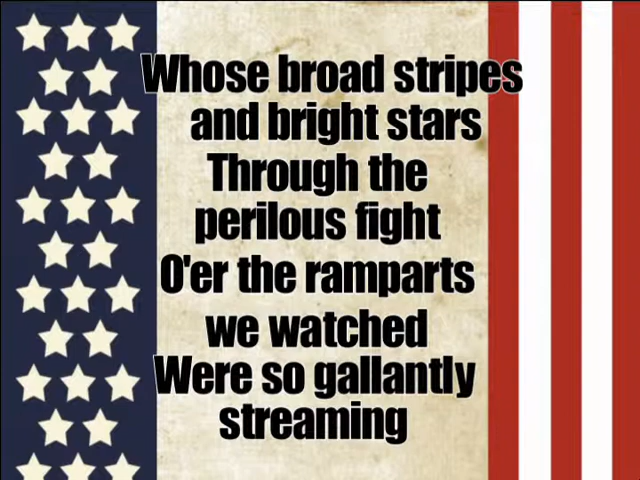 Whose broad stripes
and bright stars
Through the
perilous fight
O'er the ramparts
we watched
Were so gallantly
streaming